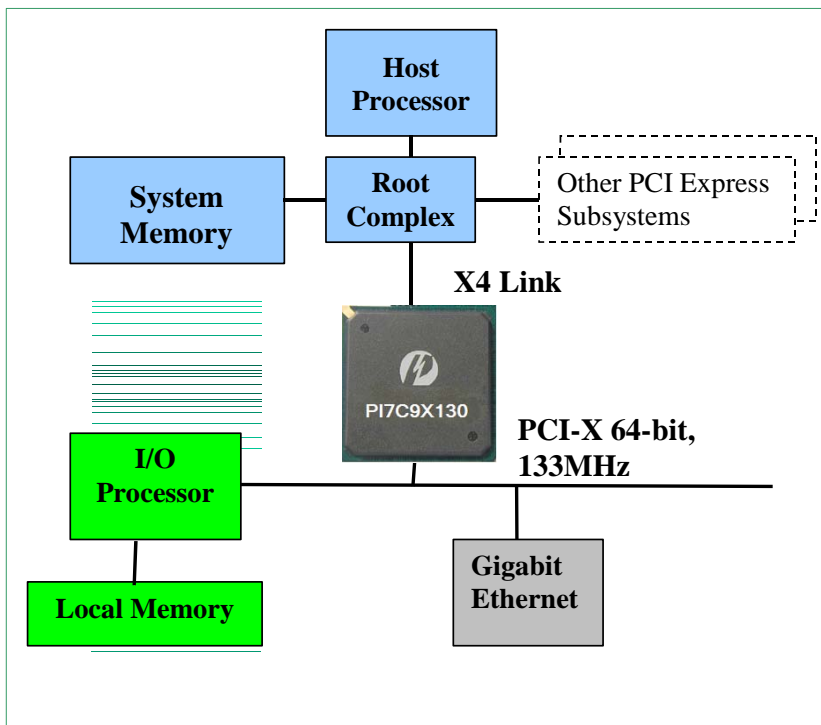 Host
Processor
System
Memory
Root
Complex
Other PCI Express
Subsystems
X4 Link
PI7C9X130
PCI-X 64-bit,
133MHz
I/O
Processor
Gigabit
Ethernet
Local Memory